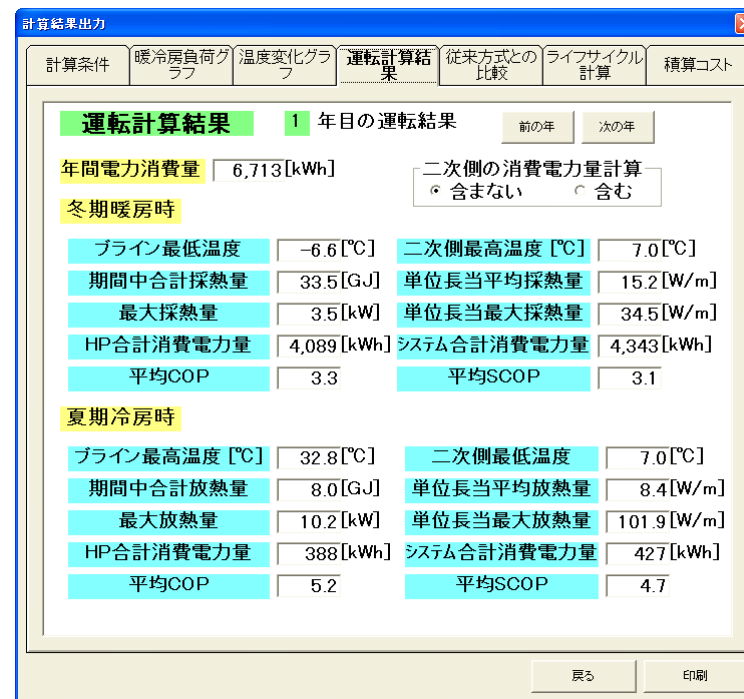 計算結果出力
計算条件
暖冷房負荷グ
ラフ
温度変化グラ
フ
運転計算結
果
従来方式との
比較
ライフサイクル
計算
積算コスト
運転計算結果 1 年目の運転結果 前の年 次の年
年間電力消費量 6,713 [kWh] 二次側の消費電力量計算
含まない 含む
冬期暖房時
ブライン最低温度 -6.6 [℃] 二次側最高温度 [℃] 7.0 [℃]
期間中合計採熱量 33.5 [GJ] 単位長当平均採熱量 15.2 [W/m]
最大採熱量 3.5 [kW] 単位長当最大採熱量 34.5 [W/m]
HP合計消費電力量 4,089 [kWh] システム合計消費電力量 4,343 [kWh]
平均COP 3.3 平均SCOP 3.1
夏期冷房時
ブライン最高温度 [℃] 32.8 [℃] 二次側最低温度 7.0 [℃]
期間中合計放熱量 8.0 [GJ] 単位長当平均放熱量 8.4 [W/m]
最大放熱量 10.2 [kW] 単位長当最大放熱量 101.9 [W/m]
HP合計消費電力量 388 [kWh] システム合計消費電力量 427 [kWh]
平均COP 5.2 平均SCOP 4.7
戻る 印刷